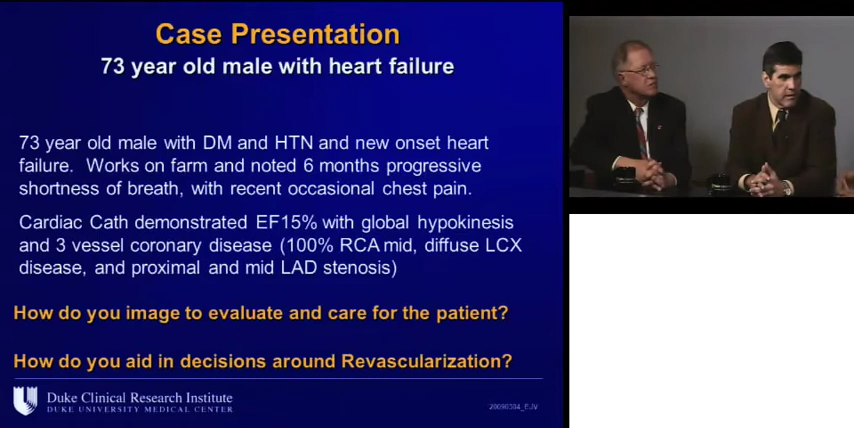 Case Presentation
73 year old male with heart failure
73 year old male with DM and HTN and new onset heart
failure. Works on farm and noted 6 months progressive
shortness of breath, with recent occasional chest pain.
Cardiac Cath demonstrated EF15% with global hypokinesis
and 3 vessel coronary disease (100% RCA mid, diffuse LCX
disease, and proximal and mid LAD stenosis)
How do you image to evaluate and care for the patient?
How do you aid in decisions around Revascularization?
Duke Clinical Research Institute
DUKE UNIVERSITY MEDICAL CENTER